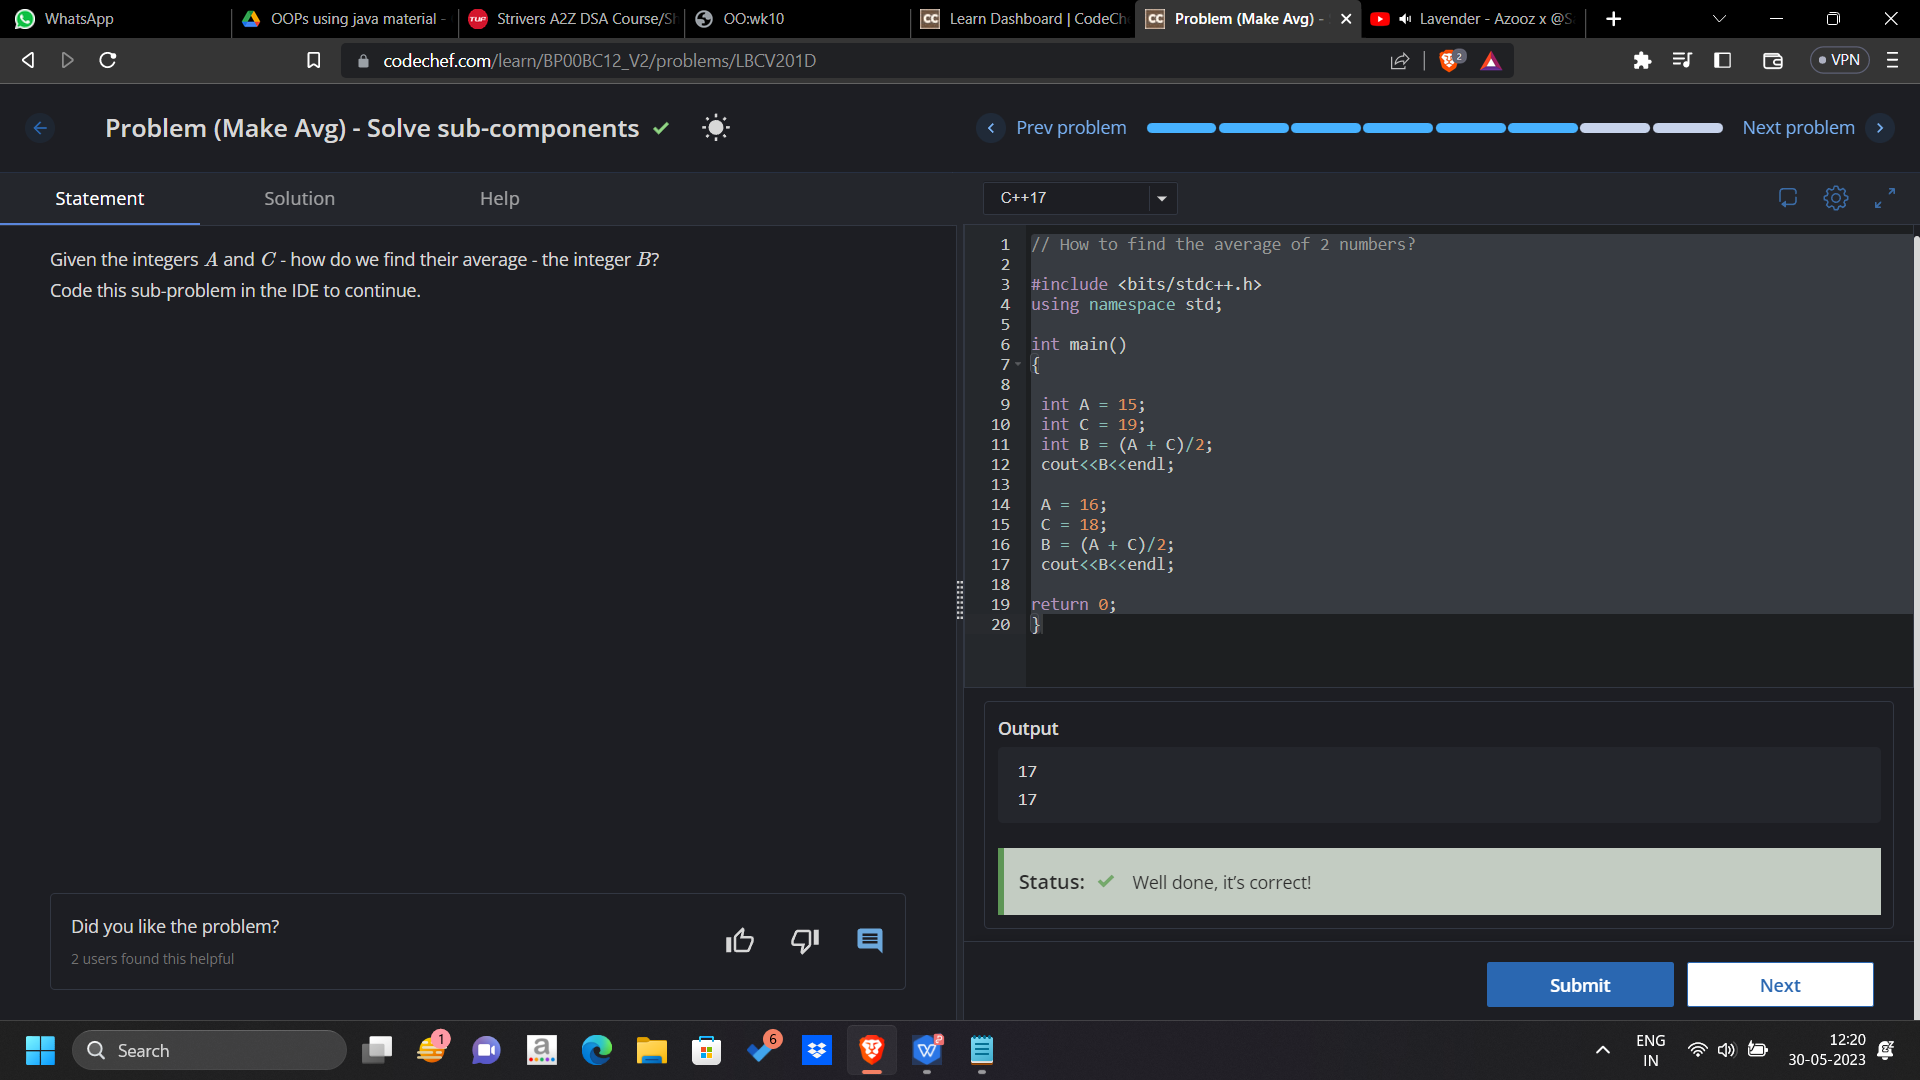 WhatsApp
OOPs using java material -
TUF Strivers A2Z DSA Course/Sh
OO:wk10
CC Learn Dashboard | CodeChe
CC Problem (Make Avg) -
Lavender - Azooz x @S
codechef.com/learn/BP00BC12_V2/problems/LBCV201D
2
VPN
Problem (Make Avg) - Solve sub-components
Prev problem
Next problem
Statement
Solution
Help
C++17
Given the integers A and C - how do we find their average - the integer B?
Code this sub-problem in the IDE to continue.
1 // How to find the average of 2 numbers?
2
3 #include <bits/stdc++.h>
4 using namespace std;
5
6 int main()
7 {
8
9 int A = 15;
10 int C = 19;
11 int B = (A + C)/2;
12 cout<<B<<endl;
13
14 A = 16;
15 C = 18;
16 B = (A + C)/2;
17 cout<<B<<endl;
18
19 return 0;
20 }
Output
17
17
Status: Well done, it's correct!
Did you like the problem?
2 users found this helpful
Submit
Next
Search
1
a
6
W
ENG
IN
12:20
30-05-2023